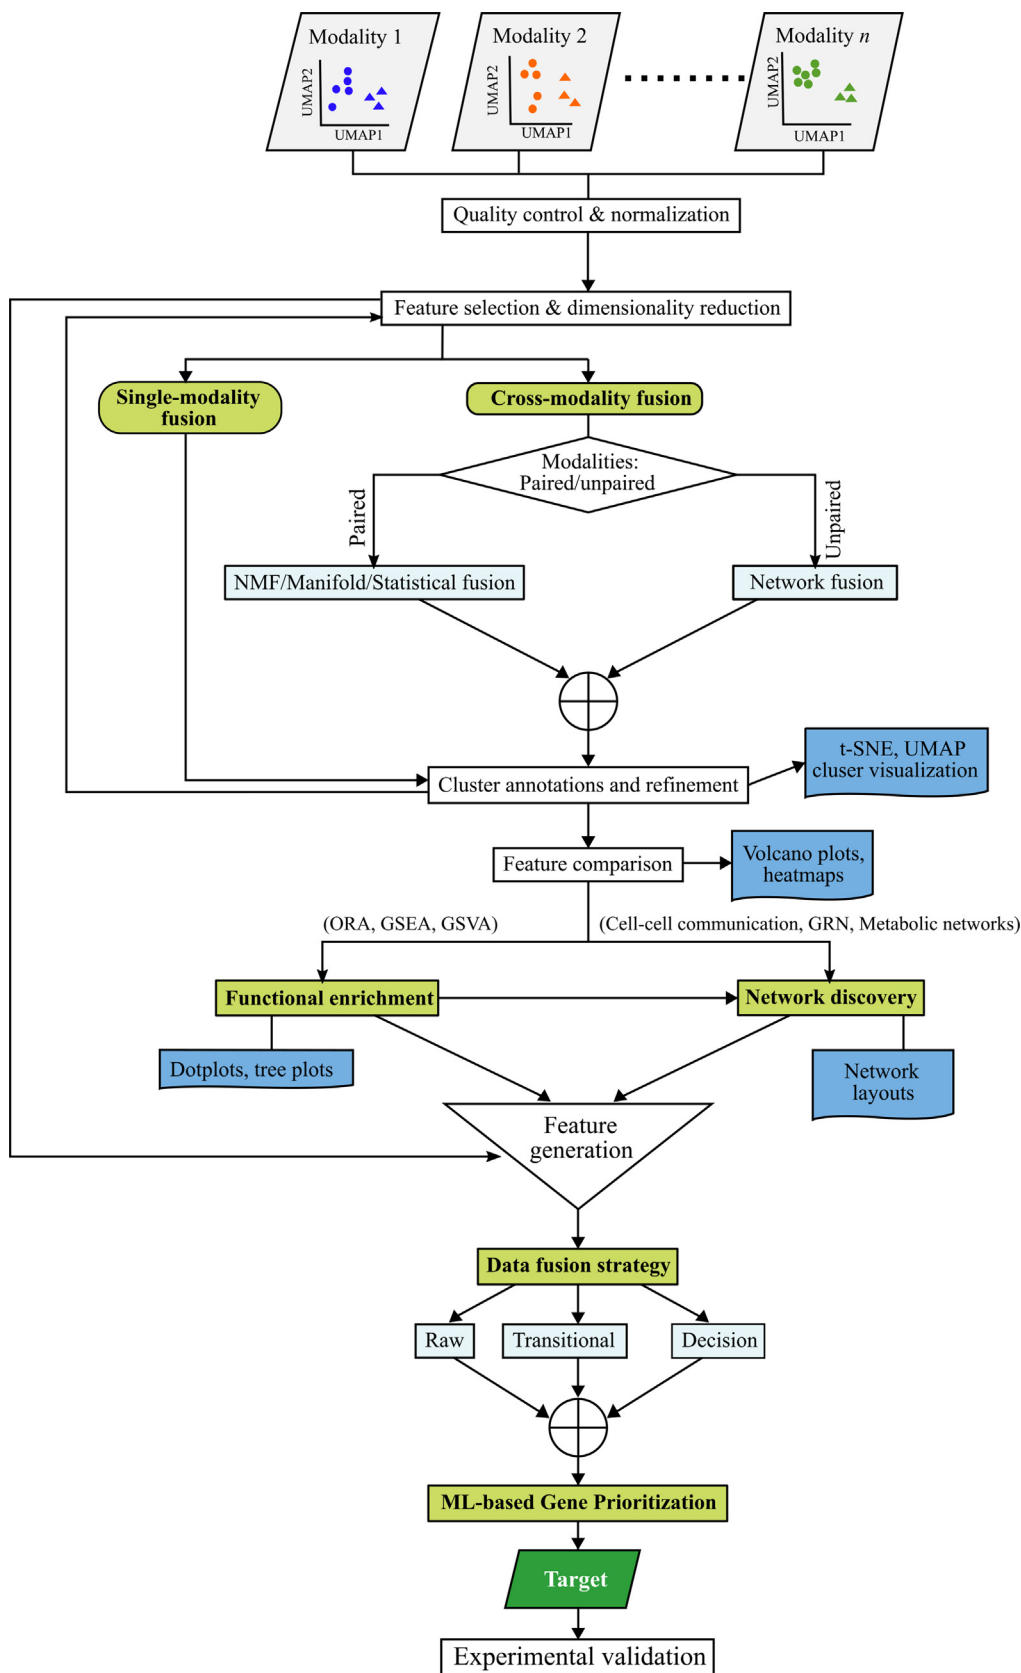 Modality 1
UMAP2
UMAP1
Modality 2
UMAP2
UMAP1
Modality n
UMAP2
UMAP1
Quality control & normalization
Feature selection & dimensionality reduction
Single-modality
fusion
Cross-modality fusion
Modalities:
Paired/unpaired
Paired
Unpaired
NMF/Manifold/Statistical fusion
Network fusion
t-SNE, UMAP
cluser visualization
Cluster annotations and refinement
Feature comparison
Volcano plots,
heatmaps
(ORA, GSEA, GSVA)
(Cell-cell communication, GRN, Metabolic networks)
Functional enrichment
Network discovery
Dotplots, tree plots
Network
layouts
Feature
generation
Data fusion strategy
Raw
Transitional
Decision
ML-based Gene Prioritization
Target
Experimental validation